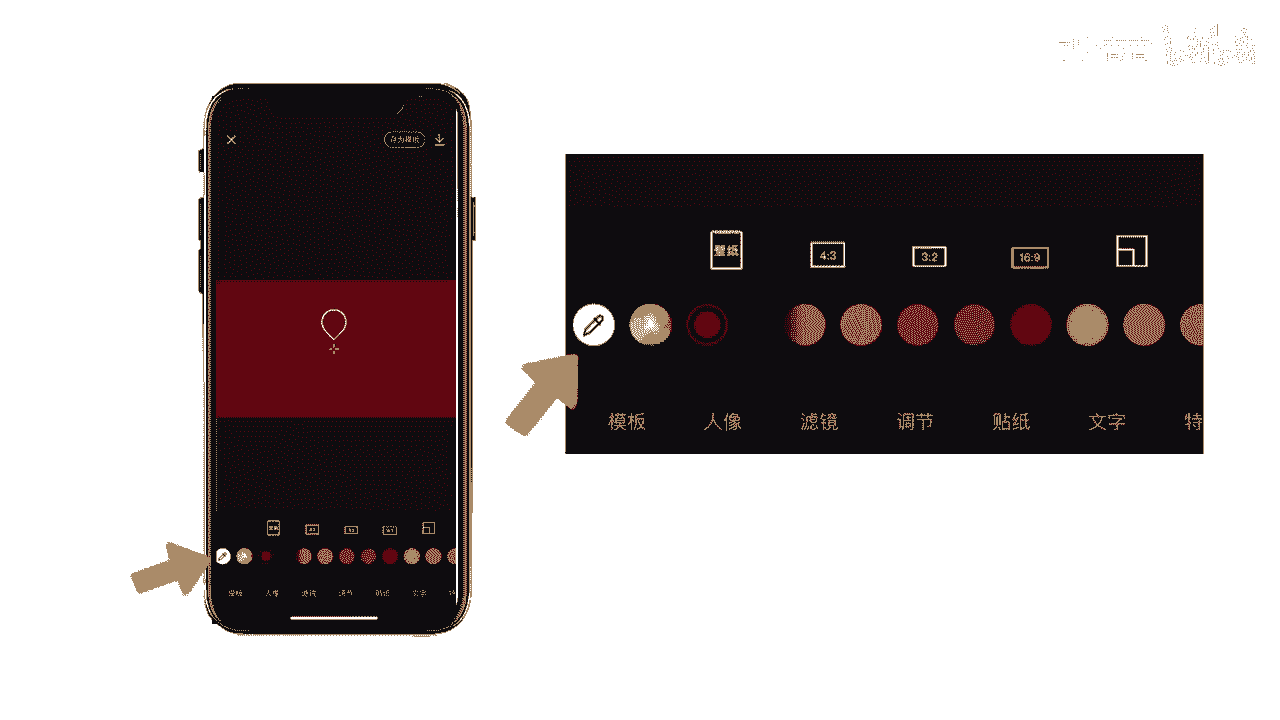 存为模板
壁纸 4:3 3:2 16:9
模板 人像 滤镜 调节 贴纸 文字 特
壁纸 4:3 3:2 16:9
模板 人像 滤镜 调节 贴纸 文字
bilibili